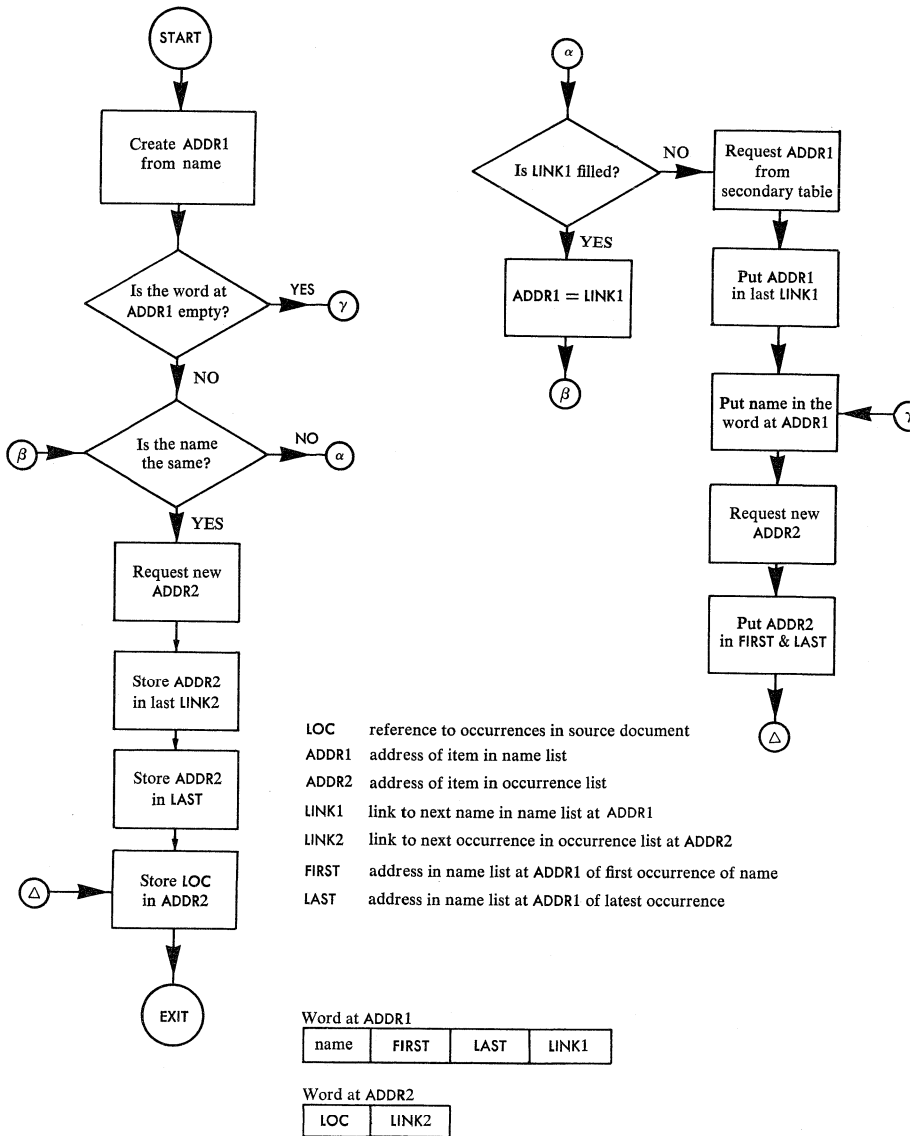 START
Create ADDR1
from name
Is the word at
ADDR1 empty?
YES
γ
NO
β
Is the name
the same?
NO
α
YES
Request new
ADDR2
Store ADDR2
in last LINK2
Store ADDR2
in LAST
△
Store LOC
in ADDR2
EXIT
α
Is LINK1 filled?
NO
Request ADDR1
from
secondary table
YES
ADDR1 = LINK1
β
Put ADDR1
in last LINK1
Put name in the
word at ADDR1
γ
Request new
ADDR2
Put ADDR2
in FIRST & LAST
△
LOC reference to occurrences in source document
ADDR1 address of item in name list
ADDR2 address of item in occurrence list
LINK1 link to next name in name list at ADDR1
LINK2 link to next occurrence in occurrence list at ADDR2
FIRST address in name list at ADDR1 of first occurrence of name
LAST address in name list at ADDR1 of latest occurrence
Word at ADDR1
name FIRST LAST LINK1
Word at ADDR2
LOC LINK2